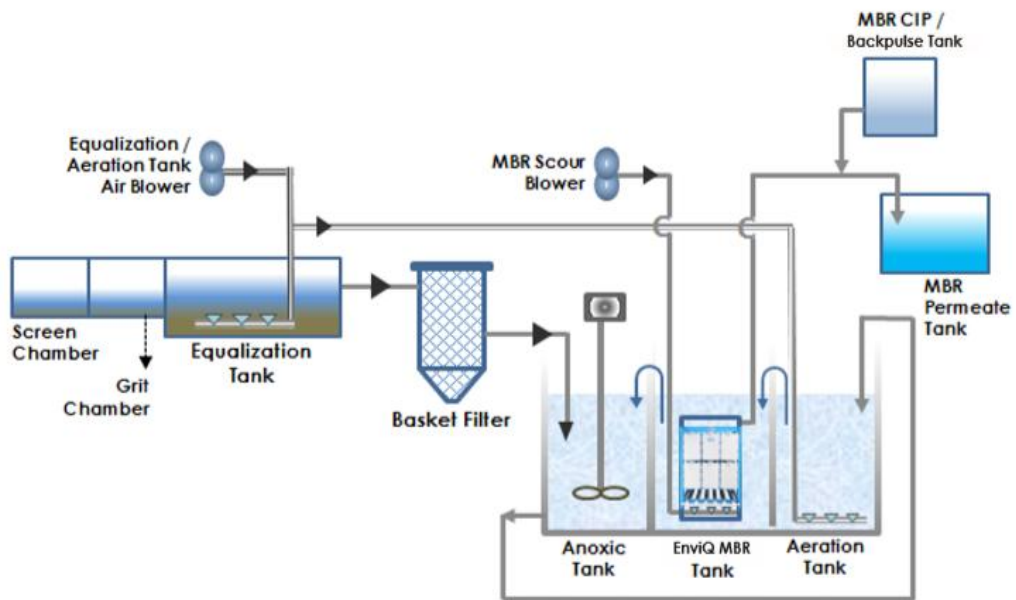 MBR CIP /
Backpulse Tank
Equalization /
Aeration Tank
Air Blower
MBR Scour
Blower
MBR
Permeate
Tank
Screen
Chamber
Equalization
Tank
Grit
Chamber
Basket Filter
Anoxic
Tank
EnviQ MBR
Tank
Aeration
Tank